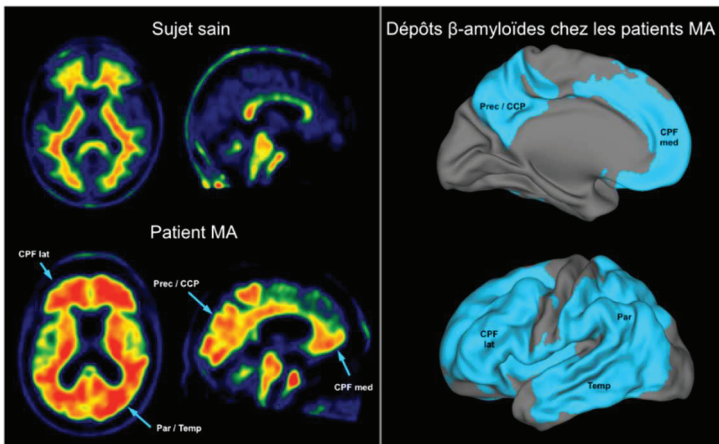 Sujet sain
Patient MA
CPF lat
Prec / CCP
CPF med
Par / Temp
Dépôts β-amyloïdes chez les patients MA
Prec / CCP
CPF
med
CPF
lat
Par
Temp